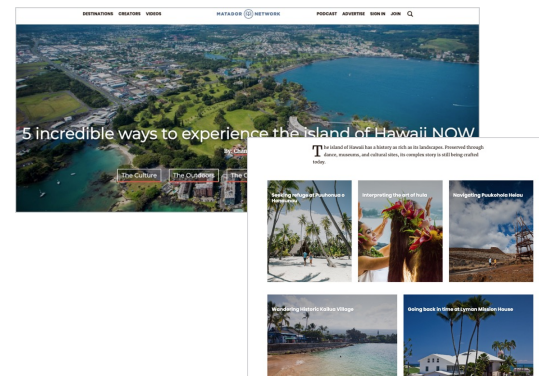 DESTINATIONS CREATORS VIDEOS MATADOR NETWORK PODCAST ADVERTISE SIGN IN JOIN
5 incredible ways to experience the island of Hawaii NOW
by: Chan
The Culture The Outdoors The C
The island of Hawaii has a history as rich as its landscapes. Preserved through
dance, museums, and cultural sites, its complex story is still being crafted
today.
Seeking refuge at Puuhonua o
Honaunau
Interpreting the art of hula
Navigating Puukohola Heiau
Wandering Historic Kailua Village
Going back in time at Lyman Mission House